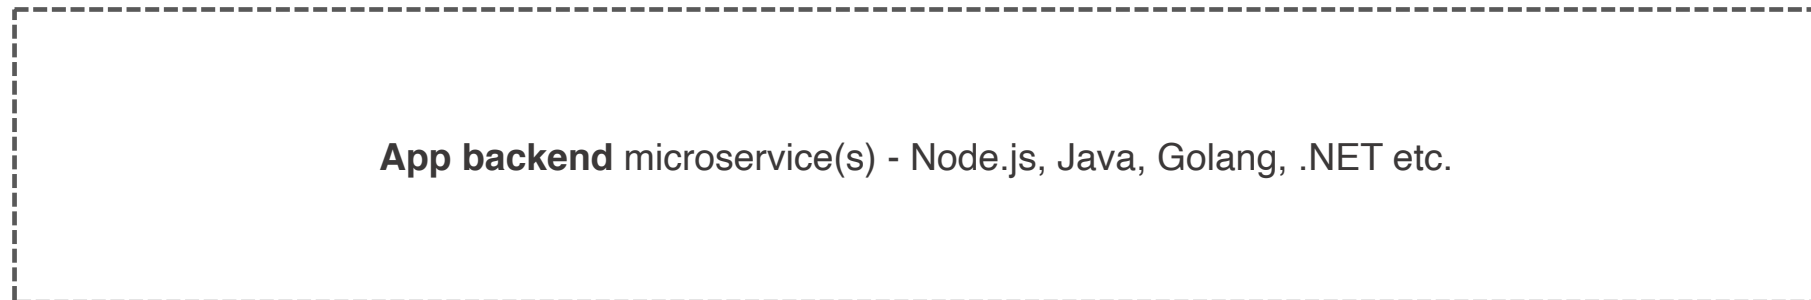 App backend microservice(s) - Node.js, Java, Golang, .NET etc.